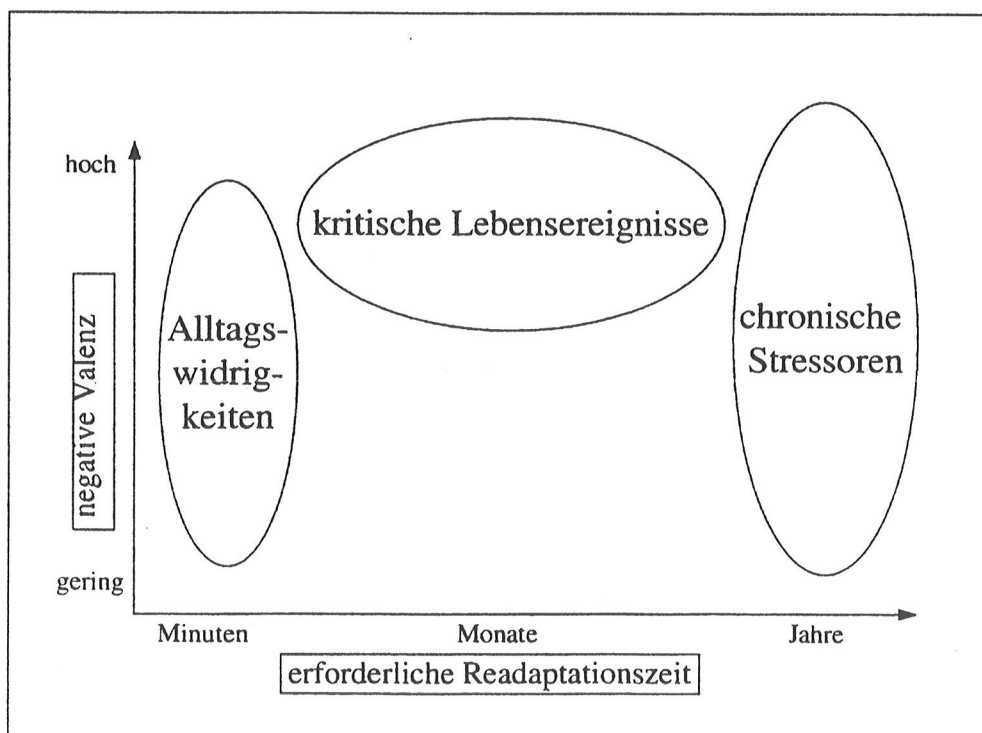 hoch
kritische Lebensereignisse
Alltags-
widrig-
keiten
chronische
Stressoren
negative Valenz
gering
Minuten
Monate
Jahre
erforderliche Readaptationszeit